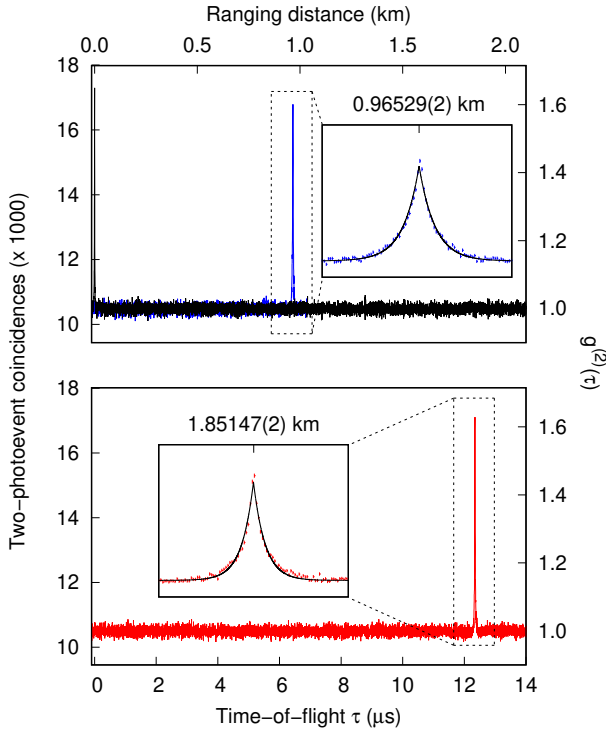 Ranging distance (km)
0.0 0.5 1.0 1.5 2.0
18
16
14
12
10
1.6
1.4
1.2
1.0
0.96529(2) km
Two−photoevent coincidences (x 1000)
g(2)(τ)
18
16
14
12
10
1.6
1.4
1.2
1.0
1.85147(2) km
0 2 4 6 8 10 12 14
Time−of−flight τ (μs)